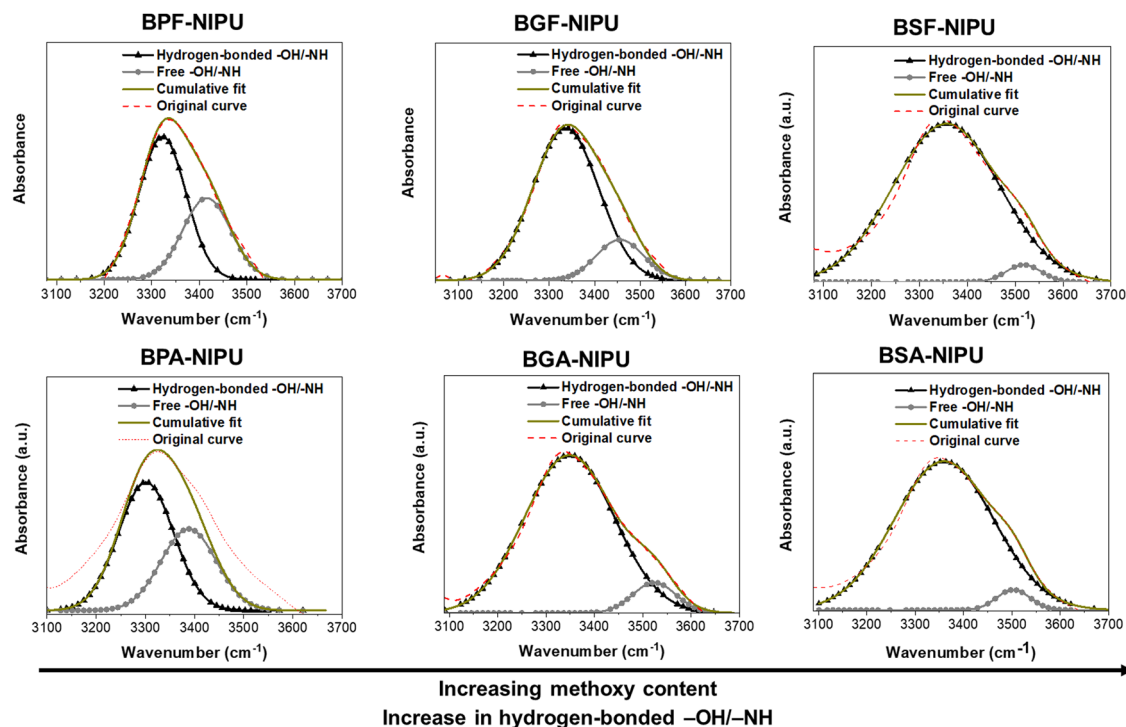 BPF-NIPU
Hydrogen-bonded -OH/-NH
Free -OH/-NH
Cumulative fit
Original curve
Absorbance
3100 3200 3300 3400 3500 3600 3700
Wavenumber (cm⁻¹)
BGF-NIPU
Hydrogen-bonded -OH/-NH
Free -OH/-NH
Cumulative fit
Original curve
Absorbance
3100 3200 3300 3400 3500 3600 3700
Wavenumber (cm⁻¹)
BSF-NIPU
Hydrogen-bonded -OH/-NH
Free -OH/-NH
Cumulative fit
Original curve
Absorbance (a.u.)
3100 3200 3300 3400 3500 3600 3700
Wavenumber (cm⁻¹)
BPA-NIPU
Hydrogen-bonded -OH/-NH
Free -OH/-NH
Cumulative fit
Original curve
Absorbance (a.u.)
3100 3200 3300 3400 3500 3600 3700
Wavenumber (cm⁻¹)
BGA-NIPU
Hydrogen-bonded -OH/-NH
Free -OH/-NH
Cumulative fit
Original curve
Absorbance (a.u.)
3100 3200 3300 3400 3500 3600 3700
Wavenumber (cm⁻¹)
BSA-NIPU
Hydrogen-bonded -OH/-NH
Free -OH/-NH
Cumulative fit
Original curve
Absorbance (a.u.)
3100 3200 3300 3400 3500 3600 3700
Wavenumber (cm⁻¹)
Increasing methoxy content
Increase in hydrogen-bonded –OH/–NH